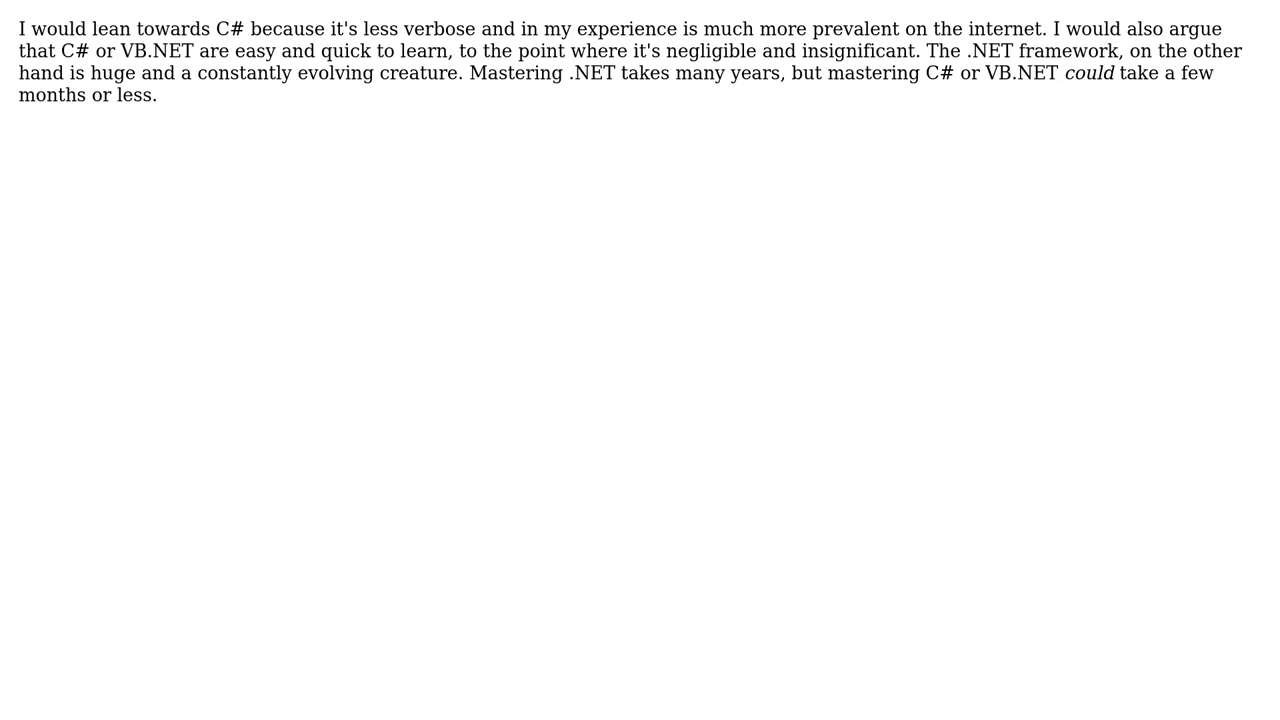 I would lean towards C# because it's less verbose and in my experience is much more prevalent on the internet. I would also argue
that C# or VB.NET are easy and quick to learn, to the point where it's negligible and insignificant. The .NET framework, on the other
hand is huge and a constantly evolving creature. Mastering .NET takes many years, but mastering C# or VB.NET could take a few
months or less.